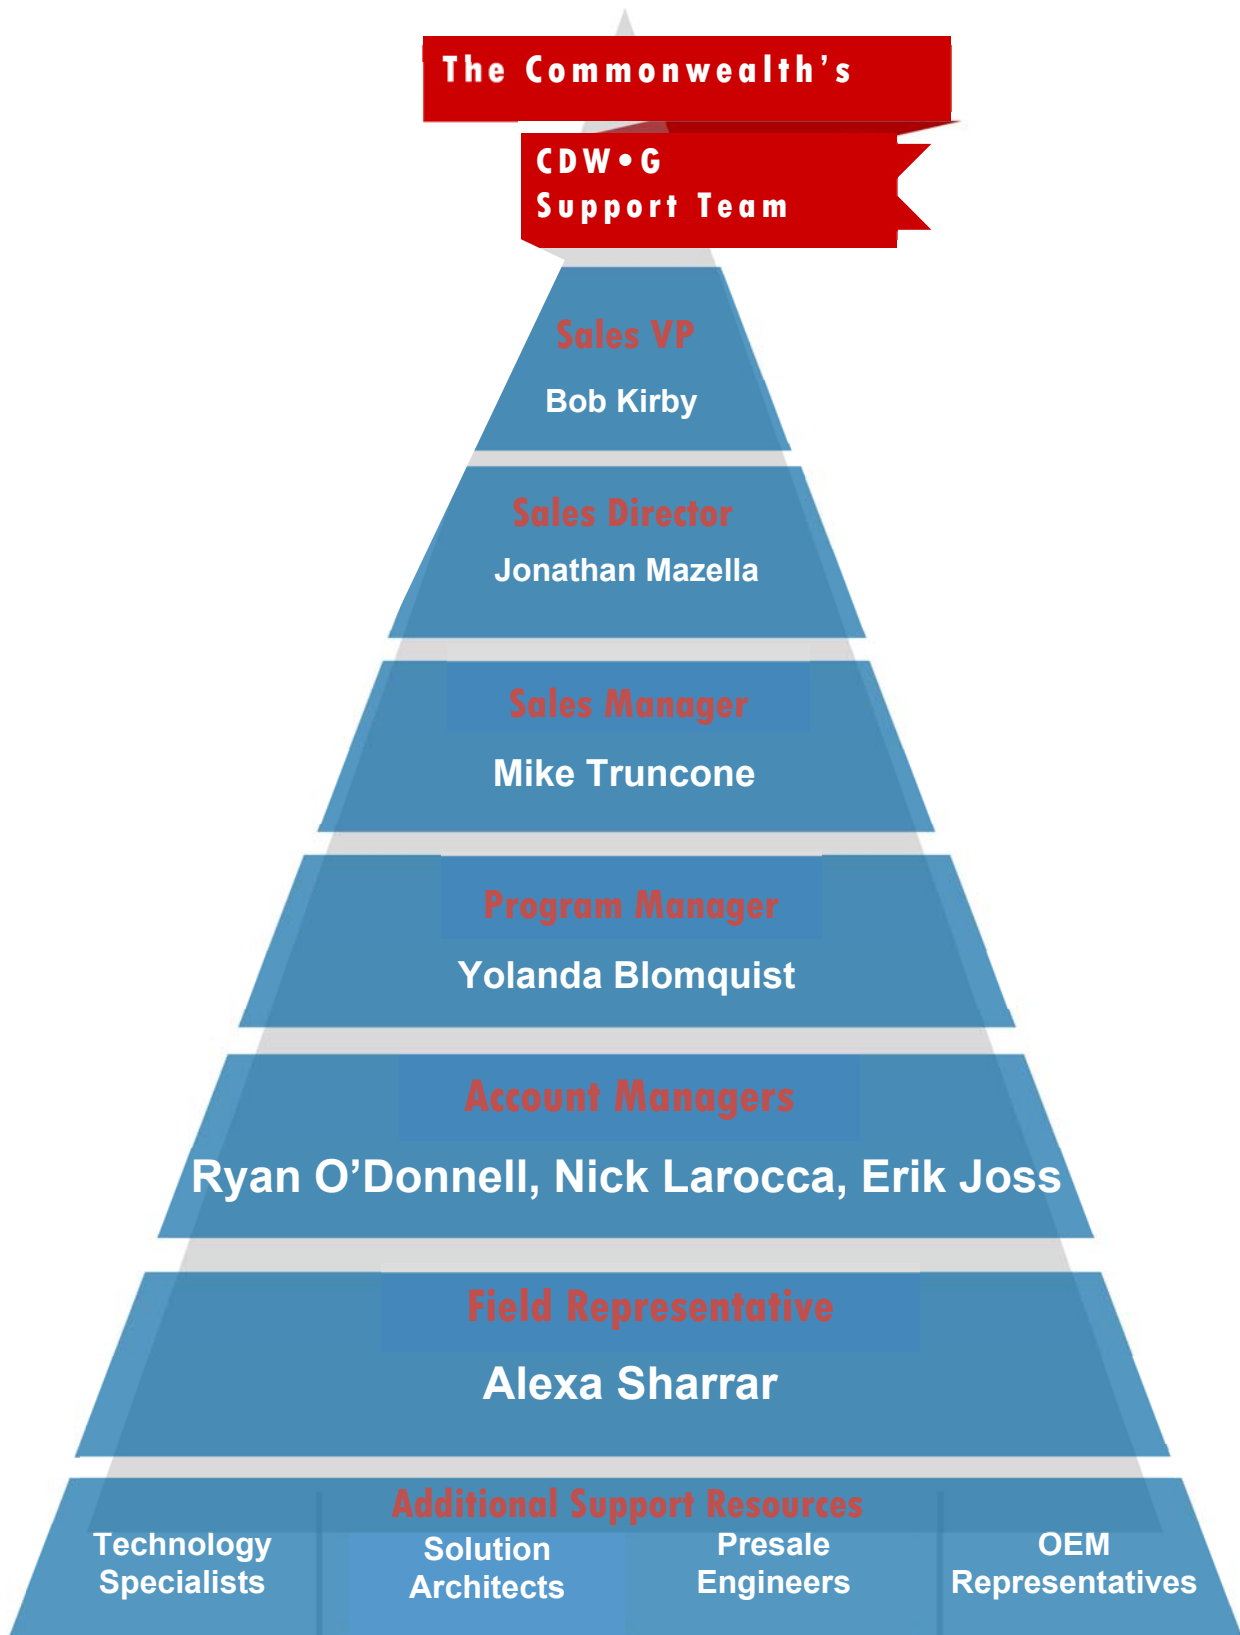 The Commonwealth’s
CDW•G
Support Team
Sales VP
Bob Kirby
Sales Director
Jonathan Mazella
Sales Manager
Mike Truncone
Program Manager
Yolanda Blomquist
Account Managers
Ryan O’Donnell, Nick Larocca, Erik Joss
Field Representative
Alexa Sharrar
Additional Support Resources
Technology
Specialists
Solution
Architects
Presale
Engineers
OEM
Representatives